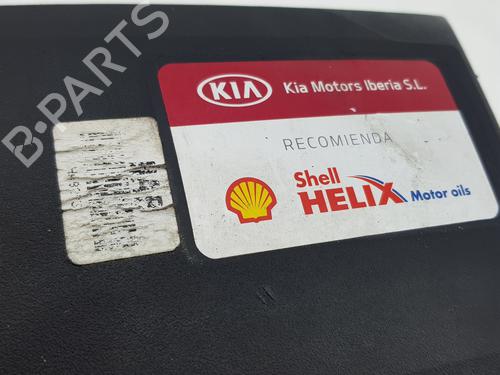 B-PARTS
KIA
Kia Motors Iberia S.L.
RECOMIENDA
Shell
HELIX Motor oils